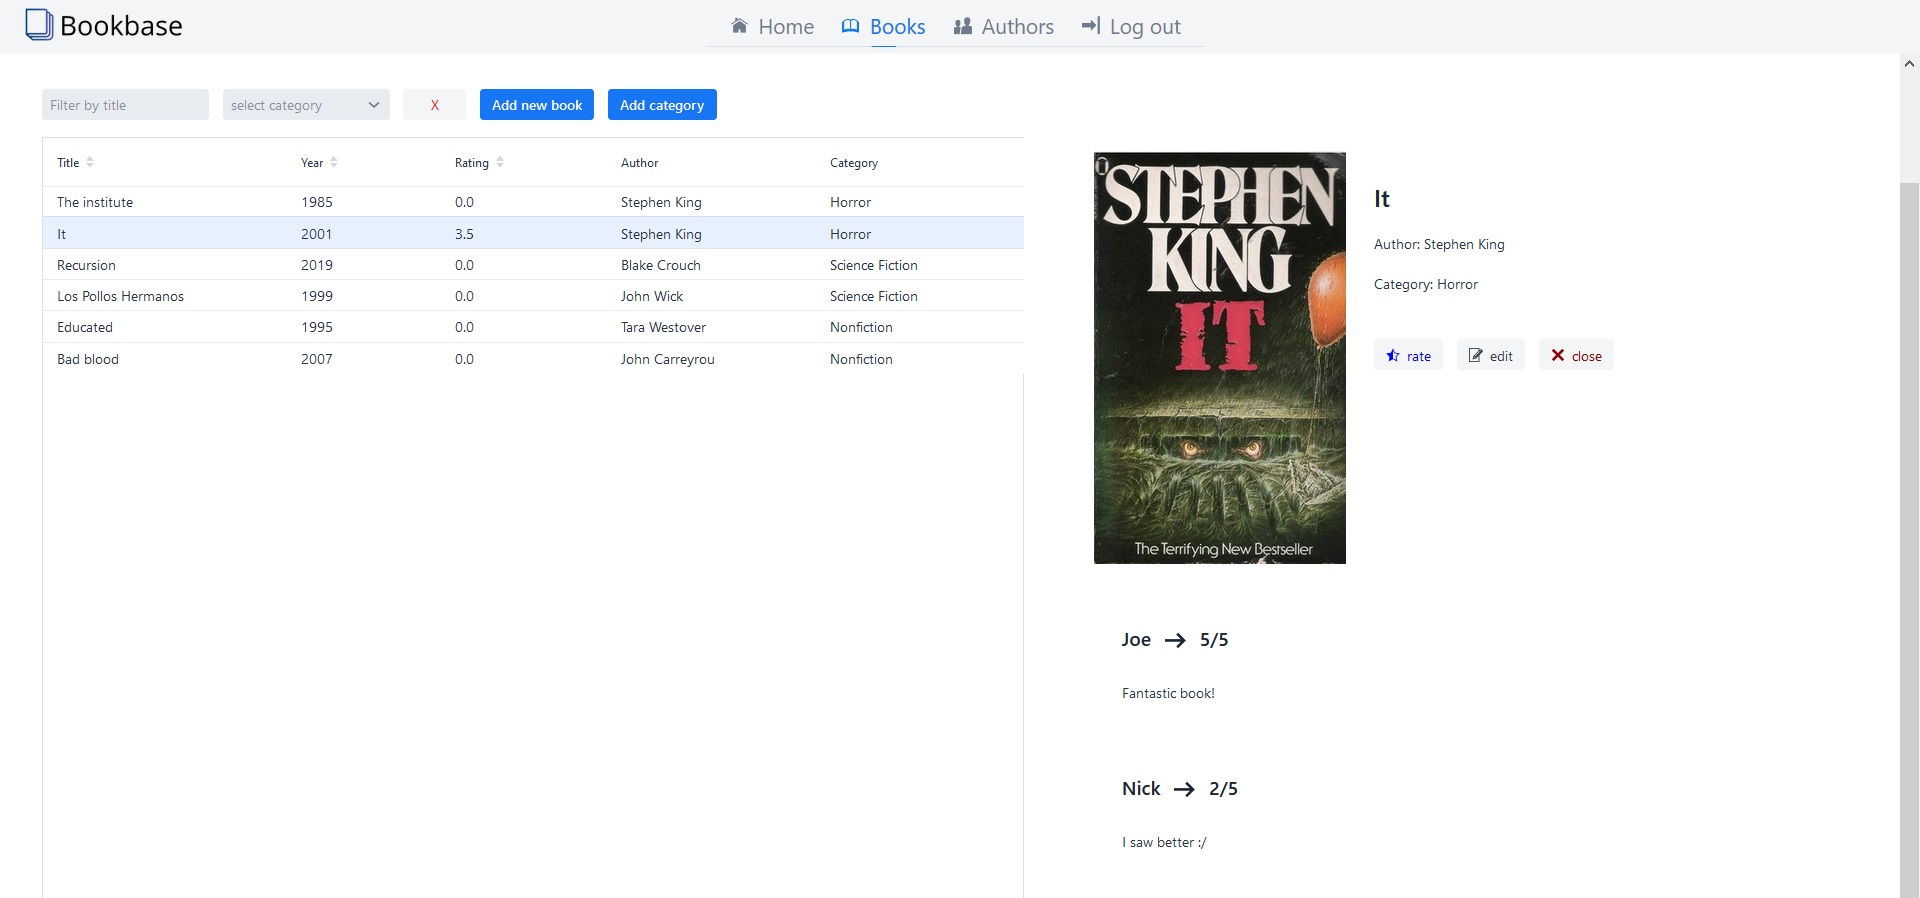 Bookbase
Home Books Authors Log out
Filter by title select category X Add new book Add category
Title Year Rating Author Category
The institute 1985 0.0 Stephen King Horror
It 2001 3.5 Stephen King Horror
Recursion 2019 0.0 Blake Crouch Science Fiction
Los Pollos Hermanos 1999 0.0 John Wick Science Fiction
Educated 1995 0.0 Tara Westover Nonfiction
Bad blood 2007 0.0 John Carreyrou Nonfiction
STEPHEN
KING
IT
The Terrifying New Bestseller
It
Author: Stephen King
Category: Horror
rate edit close
Joe → 5/5
Fantastic book!
Nick → 2/5
I saw better :/